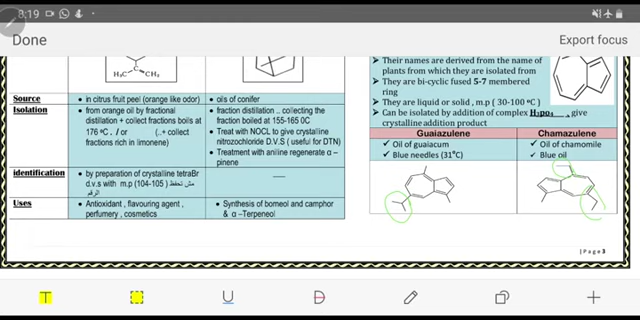 8:19
Done
Export focus
H₃C
C
CH₂
Source
• in citrus fruit peel (orange like odor)
• oils of conifer
Isolation
• from orange oil by fractional
distillation + collect fractions boils at
176 ºC . / or (..+ collect
fractions rich in limonene)
• fraction distillation .. collecting the
fraction boiled at 155-165 0C
• Treat with NOCL to give crystalline
nitrozochlorid D.V.S ( useful for DTN)
• Treatment with aniline regenerate α –
pinene
identification
• by preparation of crystalline tetraBr
d.v.s with m.p (104-105) مش تحفظ
الرقم
Uses
• Antioxidant , flavouring agent ,
perfumery , cosmetics
• Synthesis of borneol and camphor
& α –Terpeneol
• Their names are derived from the name of
plants from which they are isolated from
• They are bi-cyclic fused 5-7 membered
ring
• They are liquid or solid , m.p ( 30-100 ºC )
• Can be isolated by addition of complex H₃po₄ give
crystalline addition product
Guaiazulene
Chamazulene
✓ Oil of guaiacum
✓ Blue needles (31⁰C)
✓ Oil of chamomile
✓ Blue oil
| Page 3
T
U
D